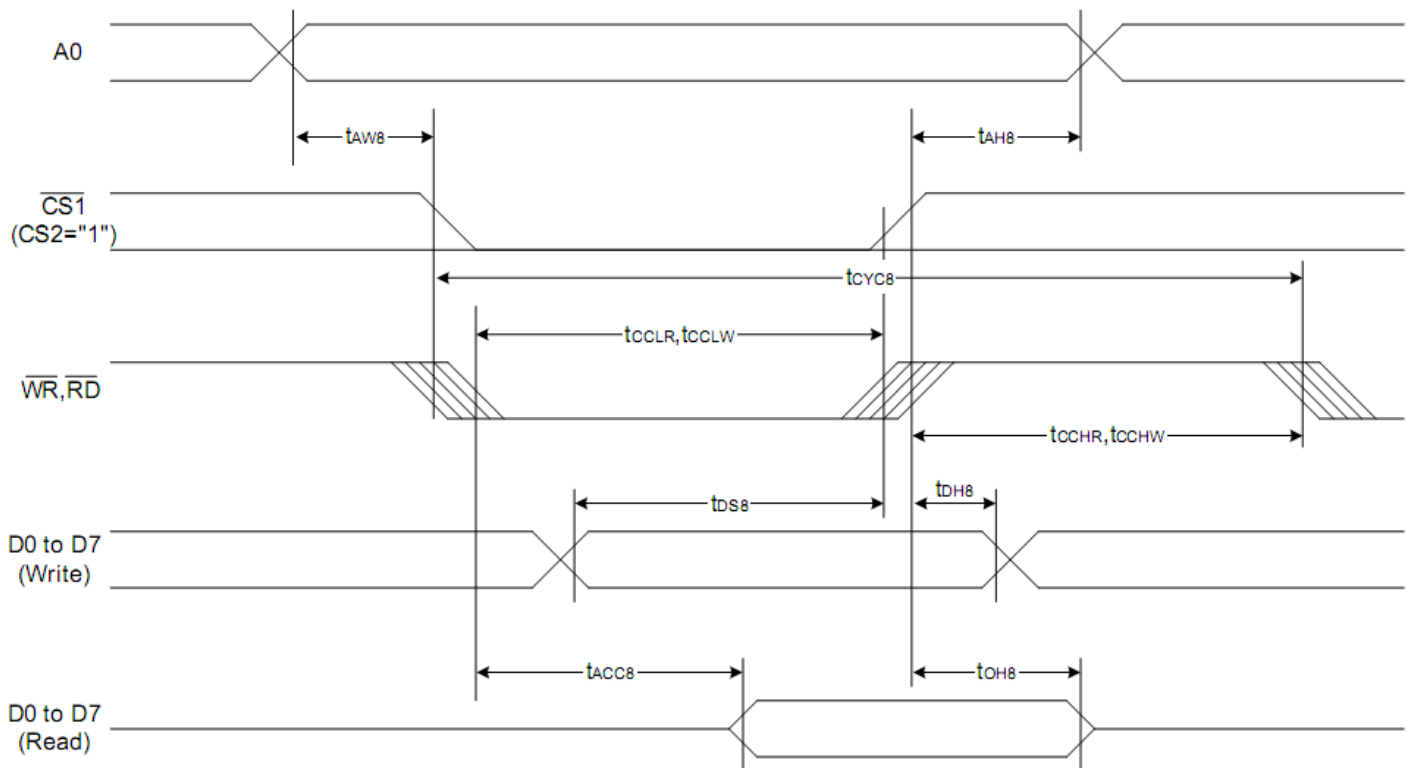 A0
tAW8
tAH8
CS1
(CS2="1")
tCYC8
tCCLR,tCCLW
WR,RD
tCCHR,tCCHW
tDS8
tDH8
D0 to D7
(Write)
tACC8
tOH8
D0 to D7
(Read)